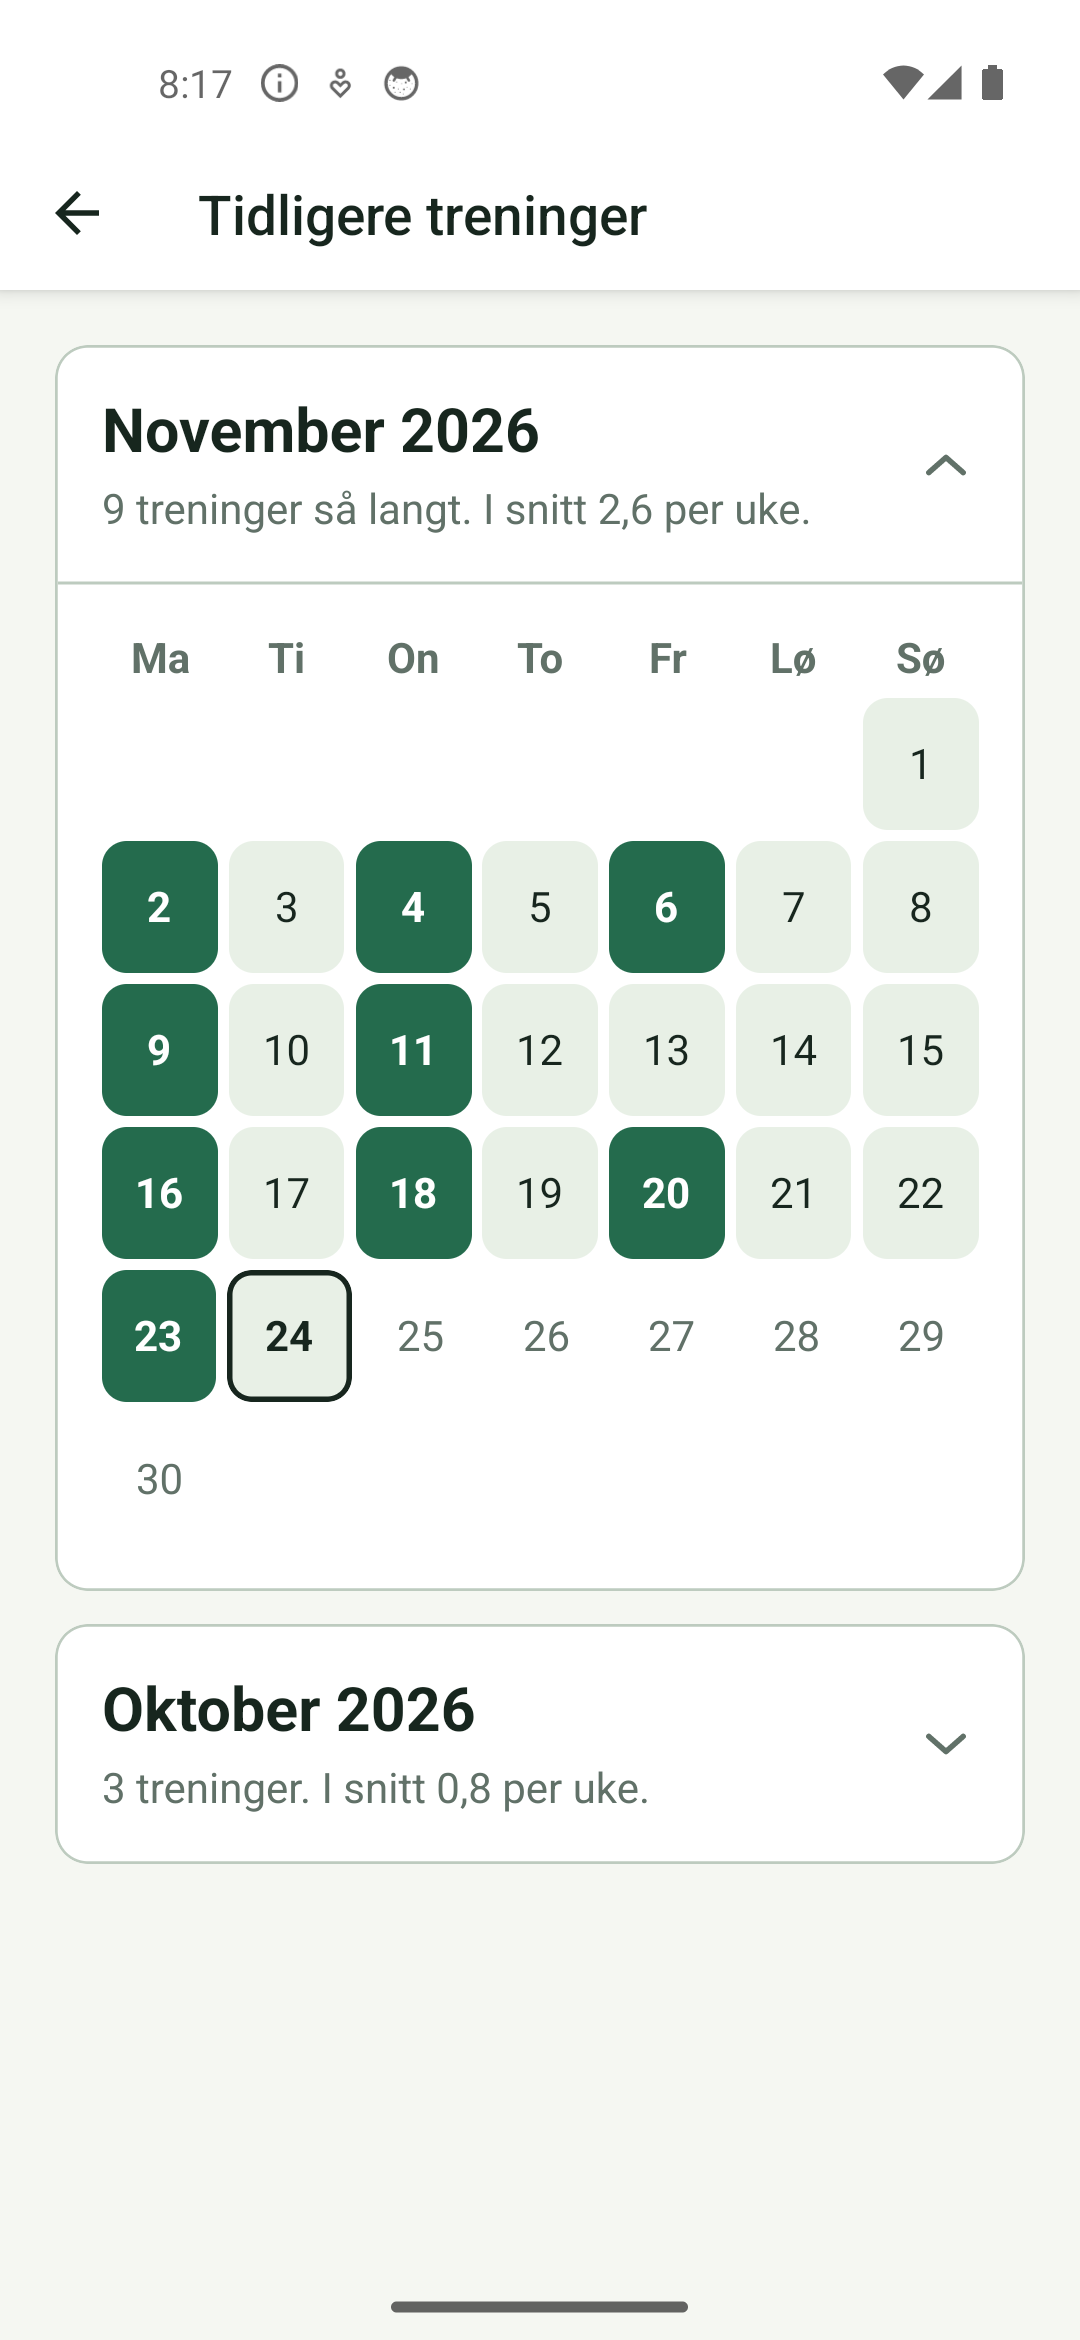 8:17
Tidligere treninger
November 2026
9 treninger så langt. I snitt 2,6 per uke.
Ma Ti On To Fr Lø Sø
1
2 3 4 5 6 7 8
9 10 11 12 13 14 15
16 17 18 19 20 21 22
23 24 25 26 27 28 29
30
Oktober 2026
3 treninger. I snitt 0,8 per uke.